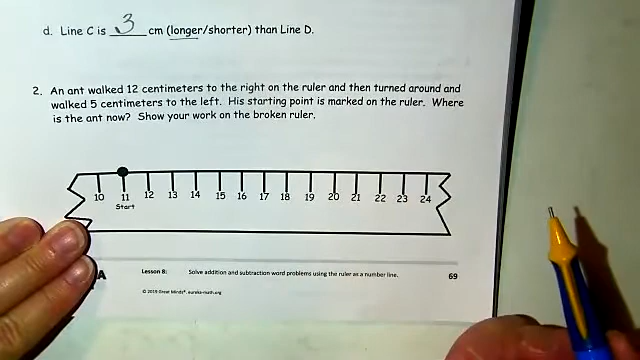 d. Line C is 3 cm (longer/shorter) than Line D.
2. An ant walked 12 centimeters to the right on the ruler and then turned around and
walked 5 centimeters to the left. His starting point is marked on the ruler. Where
is the ant now? Show your work on the broken ruler.
10 11 12 13 14 15 16 17 18 19 20 21 22 23 24
Start
A Lesson 8: Solve addition and subtraction word problems using the ruler as a number line. 69
© 2015 Great Minds®. eureka-math.org